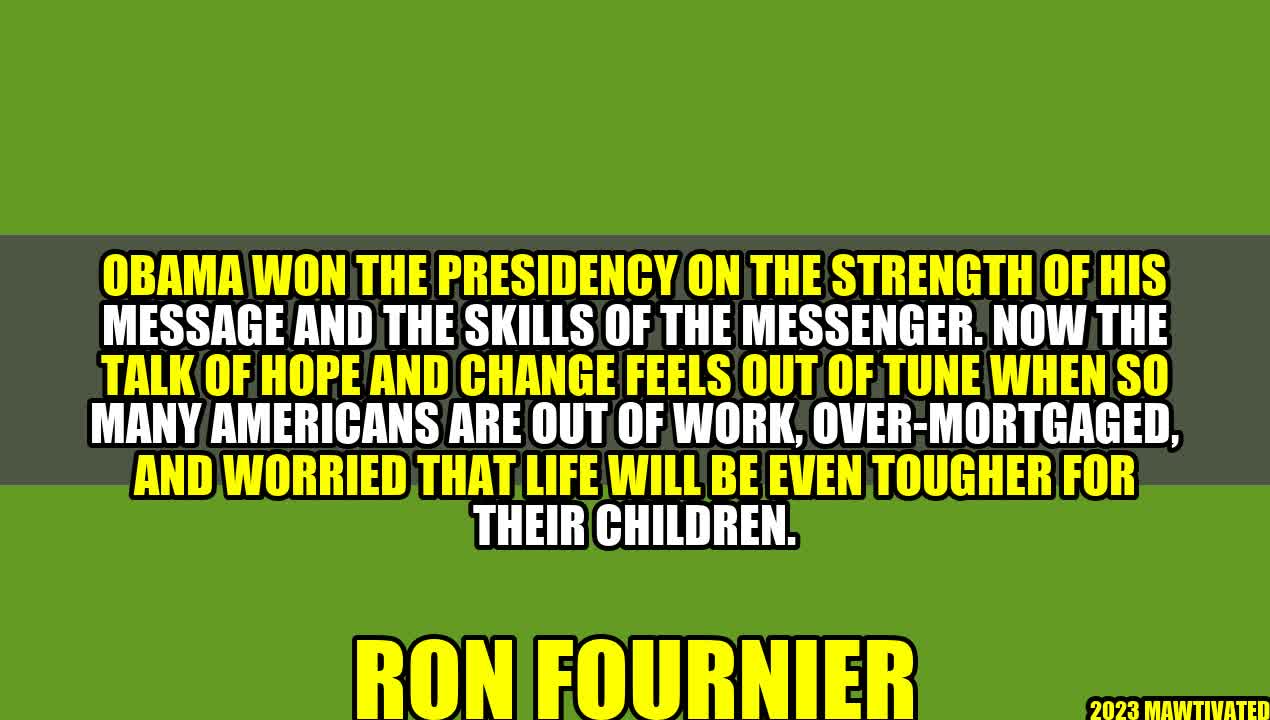 OBAMA WON THE PRESIDENCY ON THE STRENGTH OF HIS
MESSAGE AND THE SKILLS OF THE MESSENGER. NOW THE
TALK OF HOPE AND CHANGE FEELS OUT OF TUNE WHEN SO
MANY AMERICANS ARE OUT OF WORK, OVER-MORTGAGED,
AND WORRIED THAT LIFE WILL BE EVEN TOUGHER FOR
THEIR CHILDREN.
RON FOURNIER
2023 MAWTIVATED